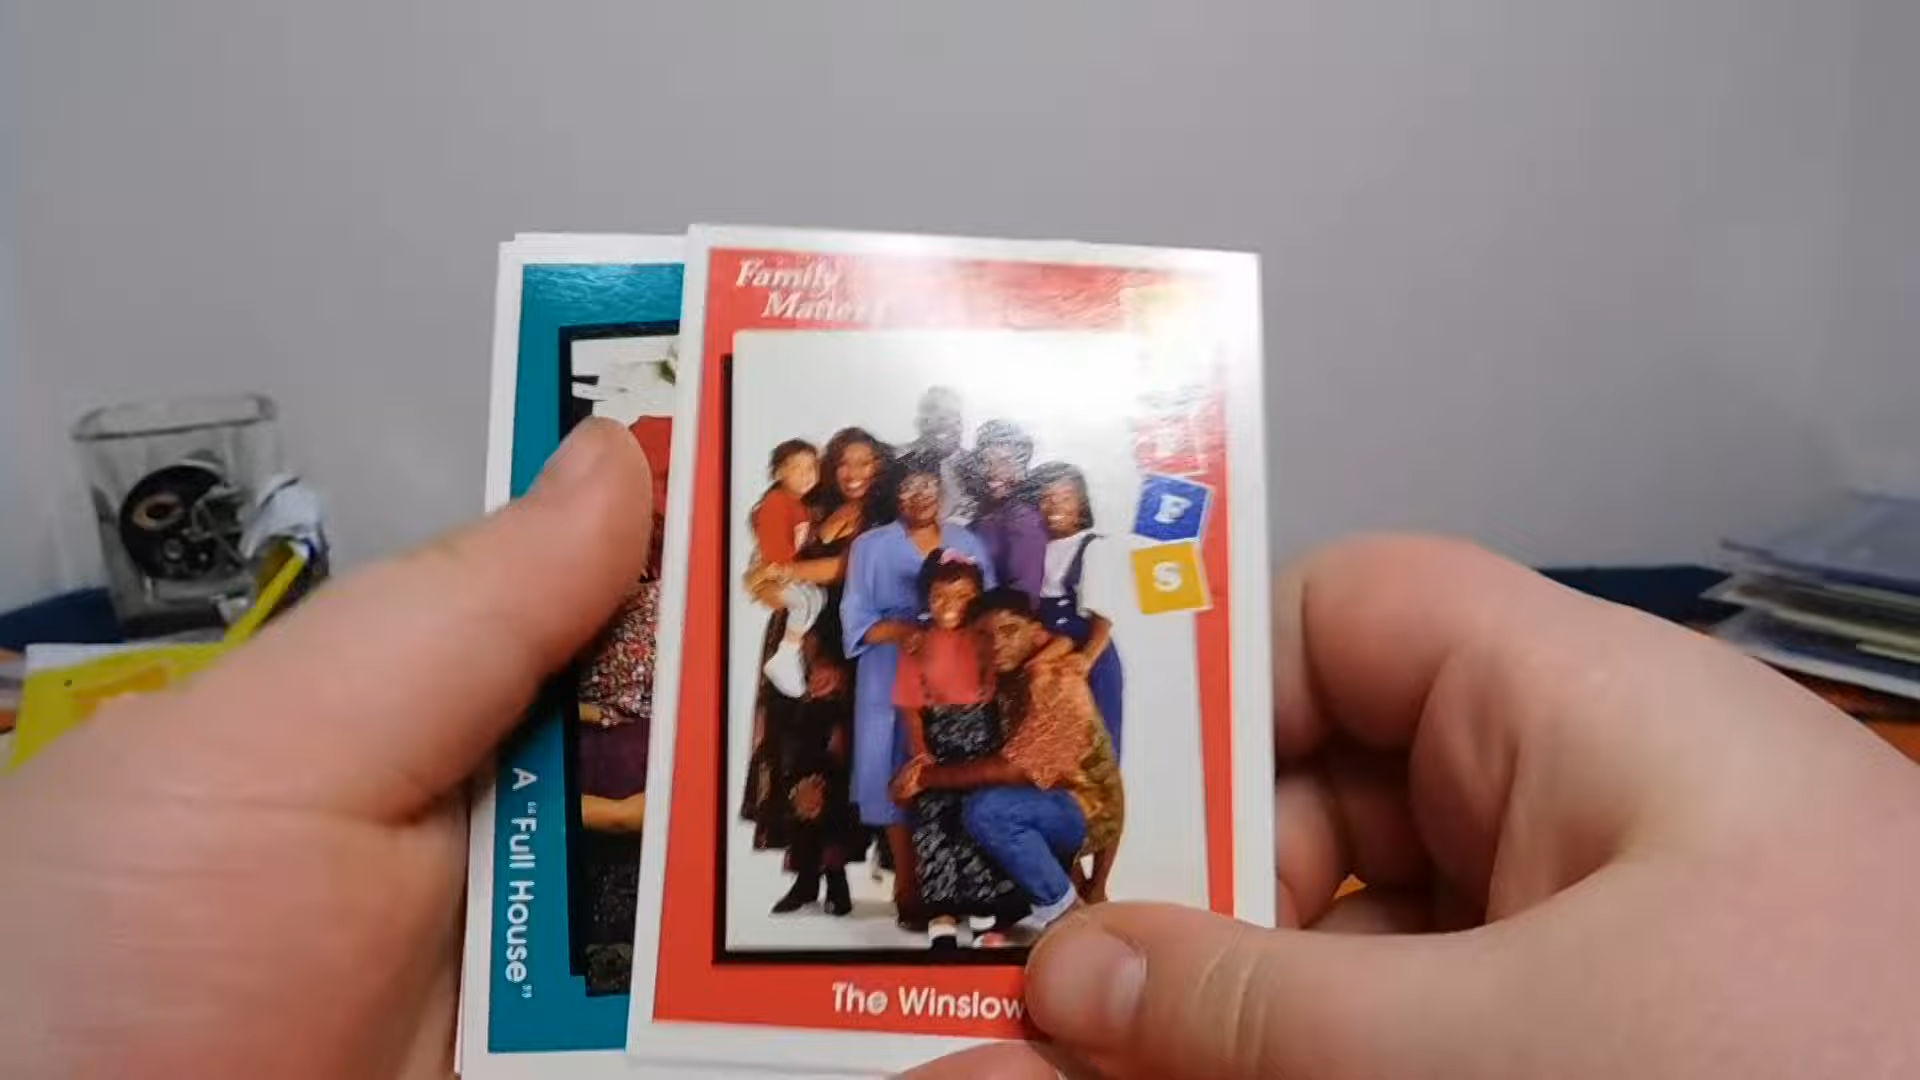 Family
Matters
F
S
The Winslow
A "Full House"